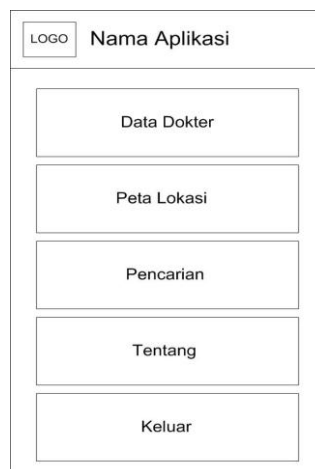 LOGO Nama Aplikasi
Data Dokter
Peta Lokasi
Pencarian
Tentang
Keluar